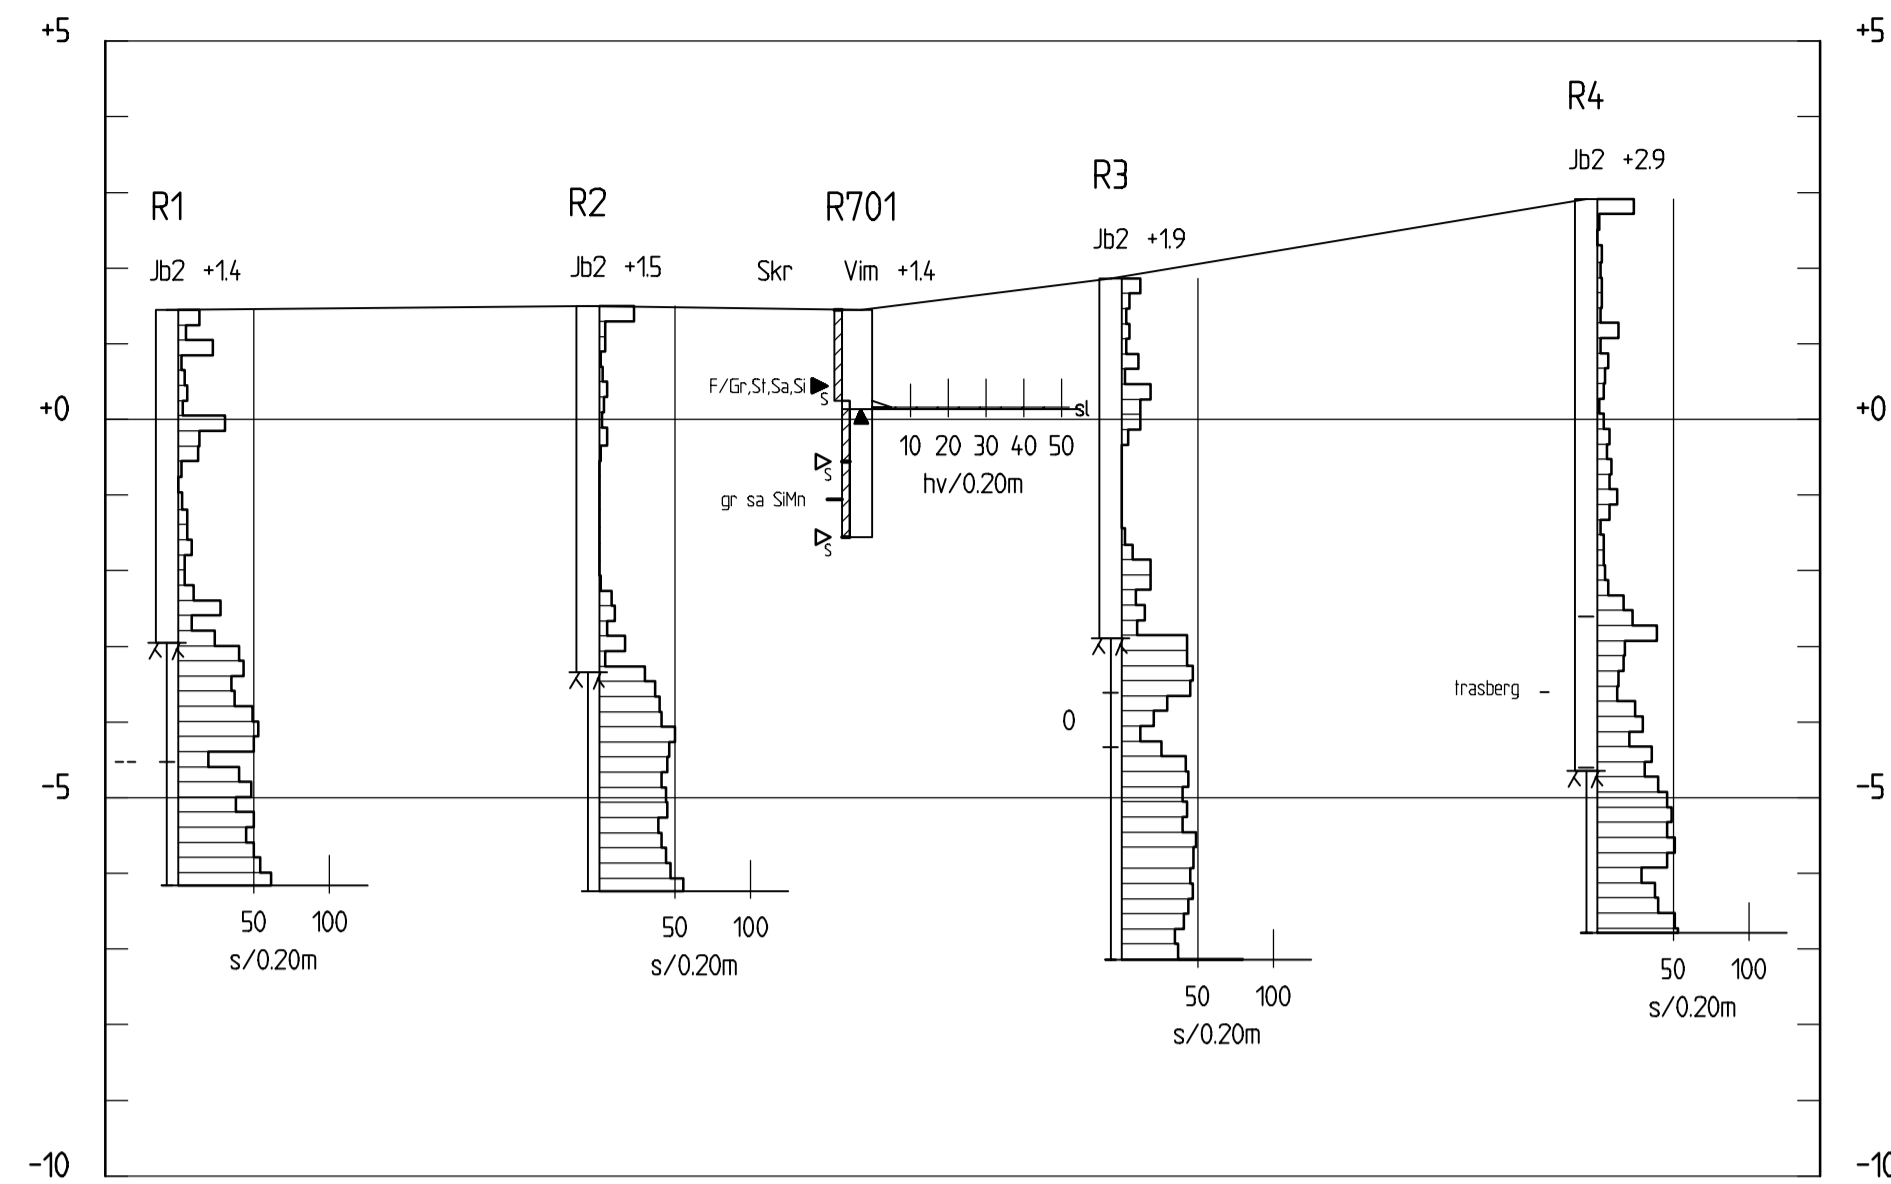 +5 +5
R4
Jb2 +2.9
R3
Jb2 +1.9
R1 R2 R701
Jb2 +1.4 Jb2 +1.5 Skr Vim +1.4
F/Gr,St,Sa,Si
s
+0 sl +0
10 20 30 40 50
hv/0.20m
s
gr sa SiMn
s
trasberg -
0
--
-5 -5
50 100
s/0.20m
50 100
s/0.20m
50 100
s/0.20m
50 100
s/0.20m
-10 -10